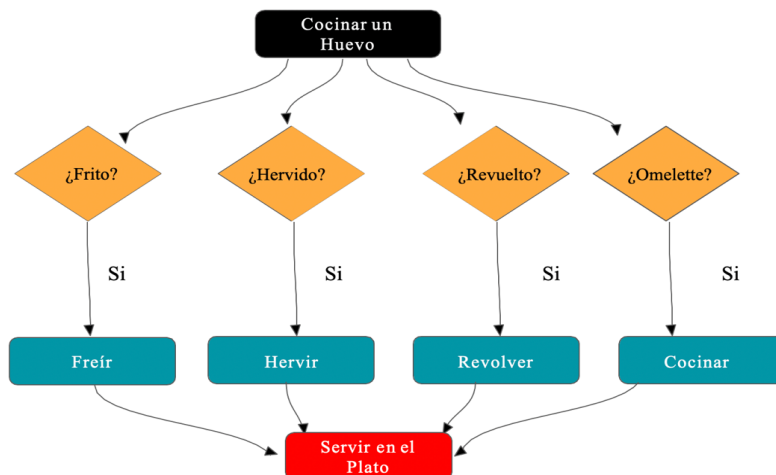 Cocinar un
Huevo
¿Frito?
¿Hervido?
¿Revuelto?
¿Omelette?
Si
Si
Si
Si
Freír
Hervir
Revolver
Cocinar
Servir en el
Plato